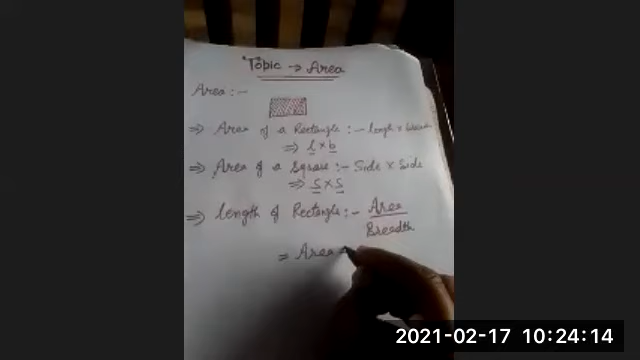 Topic → Area
Area :-
⇒ Area of a Rectangle :- length × breadth
⇒ l × b
⇒ Area of a Square :- Side × Side
⇒ S × S
⇒ length of Rectangle :- Area
Breadth
= Area
2021-02-17 10:24:14